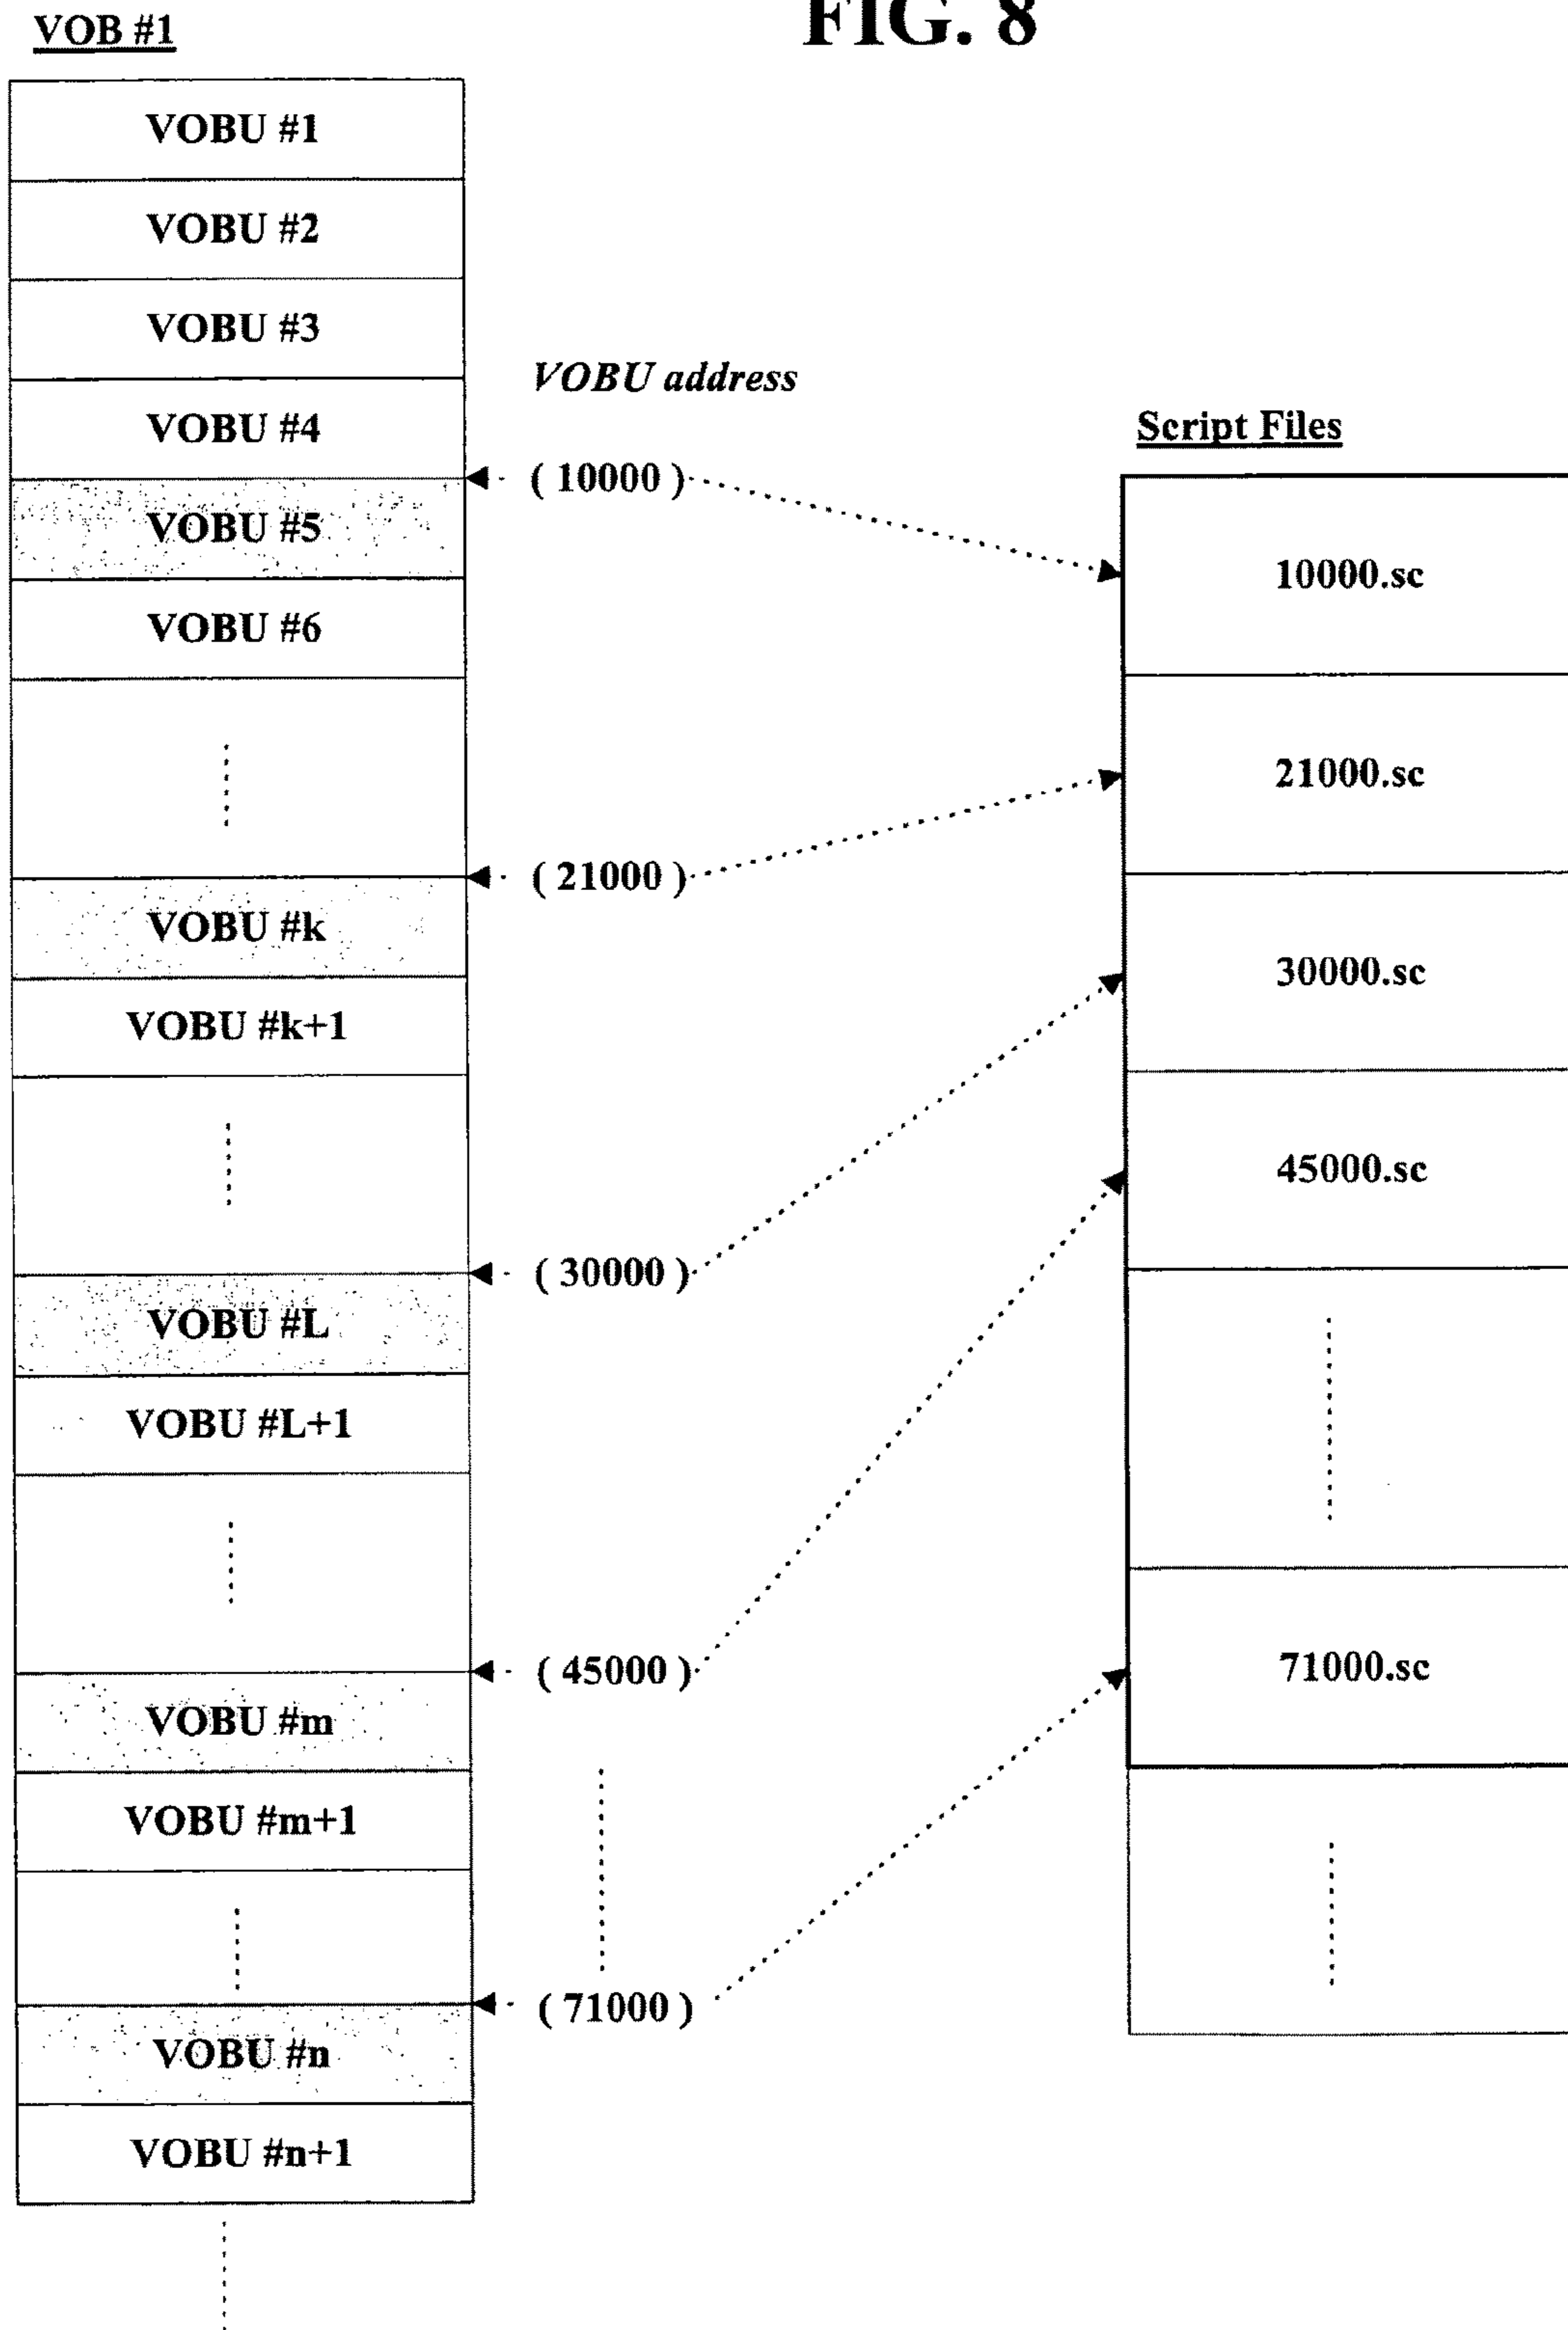 FIG. 8
VOB #1
VOBU #1
VOBU #2
VOBU #3
VOBU #4
VOBU #5
VOBU #6
VOBU #k
VOBU #k+1
VOBU #L
VOBU #L+1
VOBU #m
VOBU #m+1
VOBU #n
VOBU #n+1
VOBU address
( 10000 )
( 21000 )
( 30000 )
( 45000 )
( 71000 )
Script Files
10000.sc
21000.sc
30000.sc
45000.sc
71000.sc